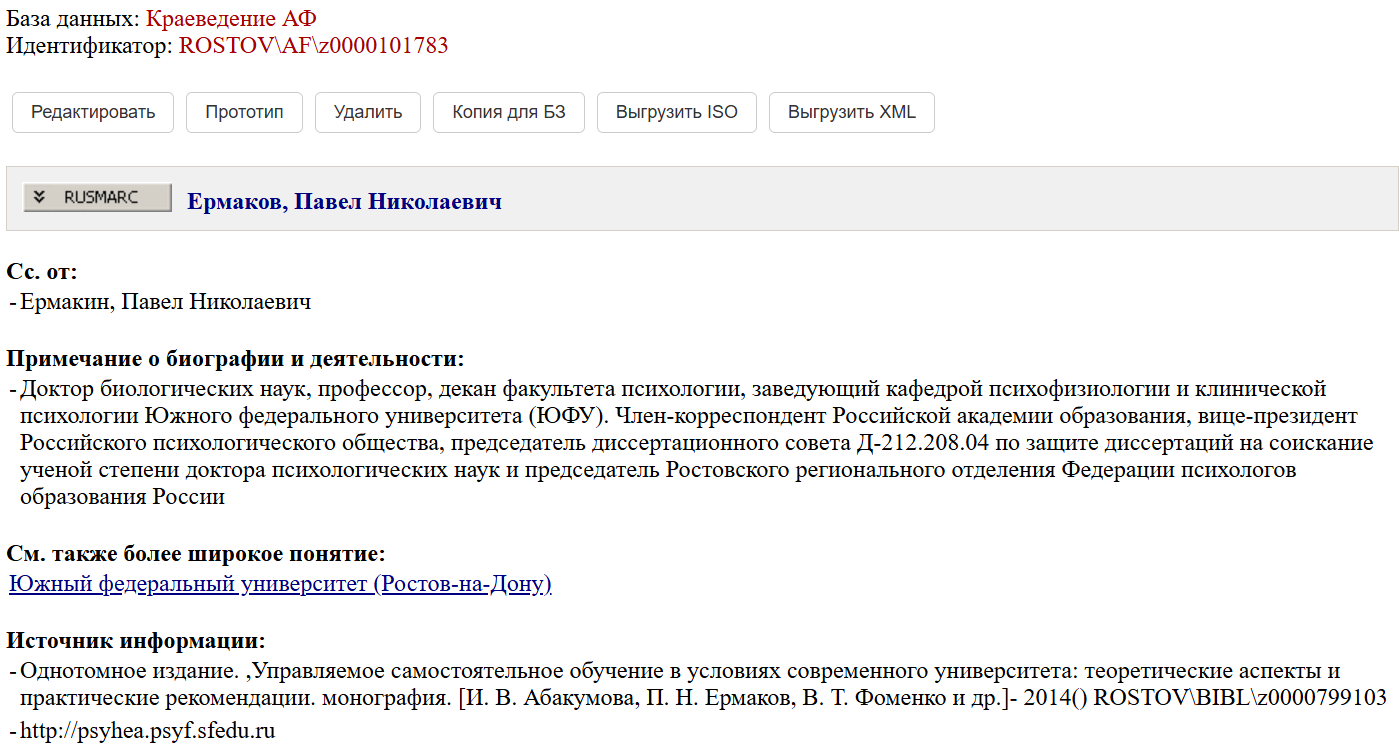 База данных: Краеведение АФ
Идентификатор: ROSTOV\AF\z0000101783
Редактировать Прототип Удалить Копия для БЗ Выгрузить ISO Выгрузить XML
RUSMARC Ермаков, Павел Николаевич
Сс. от:
- Ермакин, Павел Николаевич
Примечание о биографии и деятельности:
- Доктор биологических наук, профессор, декан факультета психологии, заведующий кафедрой психофизиологии и клинической
психологии Южного федерального университета (ЮФУ). Член-корреспондент Российской академии образования, вице-президент
Российского психологического общества, председатель диссертационного совета Д-212.208.04 по защите диссертаций на соискание
ученой степени доктора психологических наук и председатель Ростовского регионального отделения Федерации психологов
образования России
См. также более широкое понятие:
Южный федеральный университет (Ростов-на-Дону)
Источник информации:
- Однотомное издание. ,Управляемое самостоятельное обучение в условиях современного университета: теоретические аспекты и
практические рекомендации. монография. [И. В. Абакумова, П. Н. Ермаков, В. Т. Фоменко и др.]- 2014() ROSTOV\BIBL\z0000799103
- http://psyhea.psyf.sfedu.ru